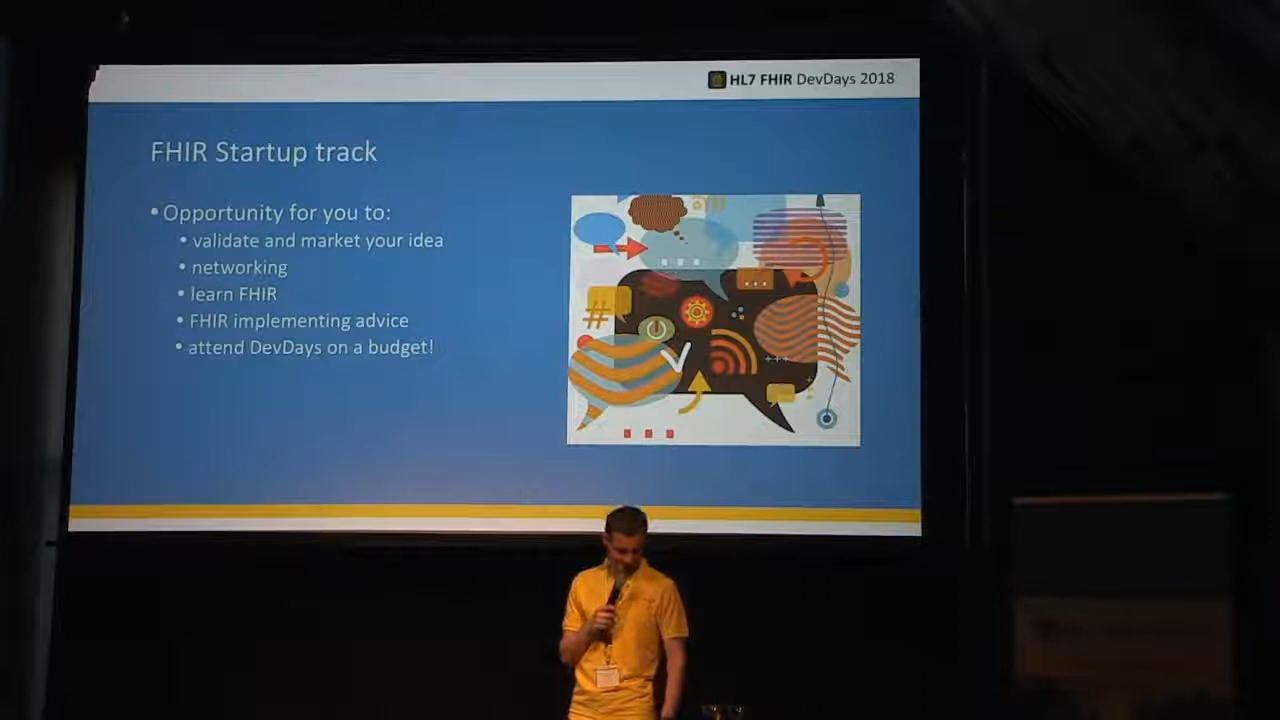 HL7 FHIR DevDays 2018
FHIR Startup track
• Opportunity for you to:
• validate and market your idea
• networking
• learn FHIR
• FHIR implementing advice
• attend DevDays on a budget!
#